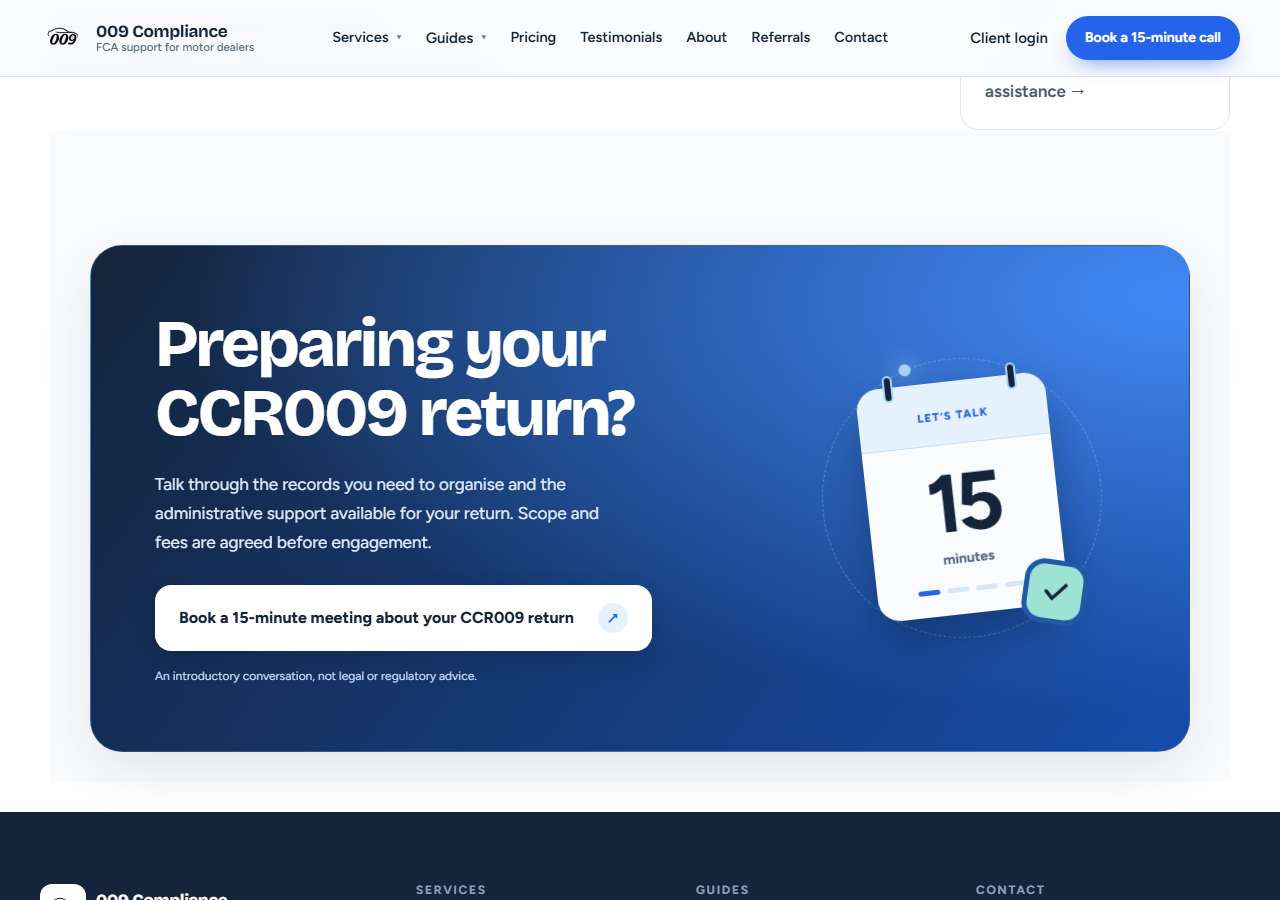 009
009 Compliance
FCA support for motor dealers
Services ▾
Guides ▾
Pricing
Testimonials
About
Referrals
Contact
Client login
Book a 15-minute call
assistance →
Preparing your
CCR009 return?
Talk through the records you need to organise and the
administrative support available for your return. Scope and
fees are agreed before engagement.
Book a 15-minute meeting about your CCR009 return ↗
An introductory conversation, not legal or regulatory advice.
LET'S TALK
15
minutes
009 Compliance
SERVICES
GUIDES
CONTACT